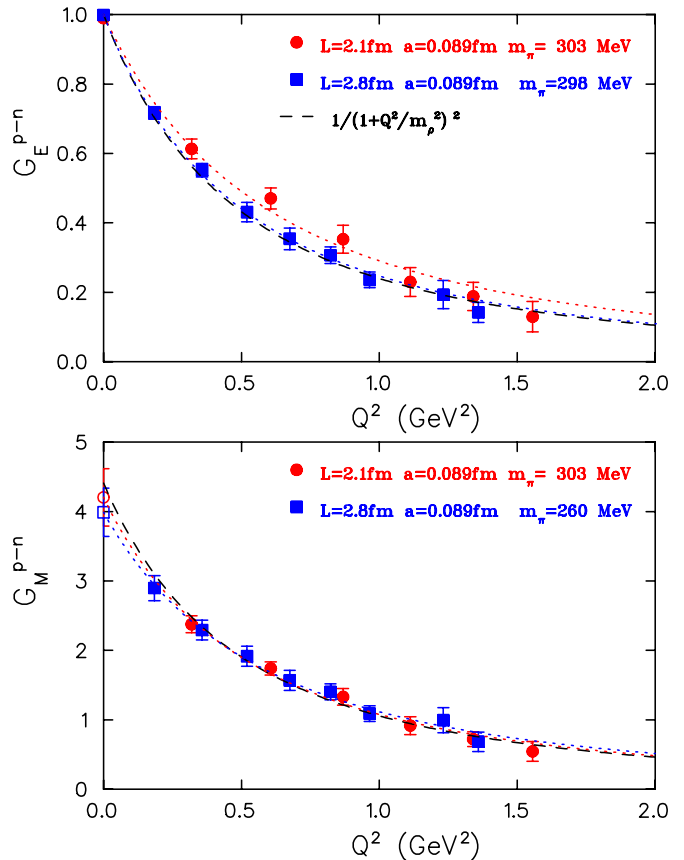 1.0
0.8
0.6
0.4
0.2
0.0
G_E^{p-n}
L=2.1fm a=0.089fm m_π= 303 MeV
L=2.8fm a=0.089fm m_π=298 MeV
1/(1+Q²/m_ρ²)²
0.0 0.5 1.0 1.5 2.0
Q² (GeV²)
5
4
3
2
1
0
G_M^{p-n}
L=2.1fm a=0.089fm m_π= 303 MeV
L=2.8fm a=0.089fm m_π=260 MeV
0.0 0.5 1.0 1.5 2.0
Q² (GeV²)